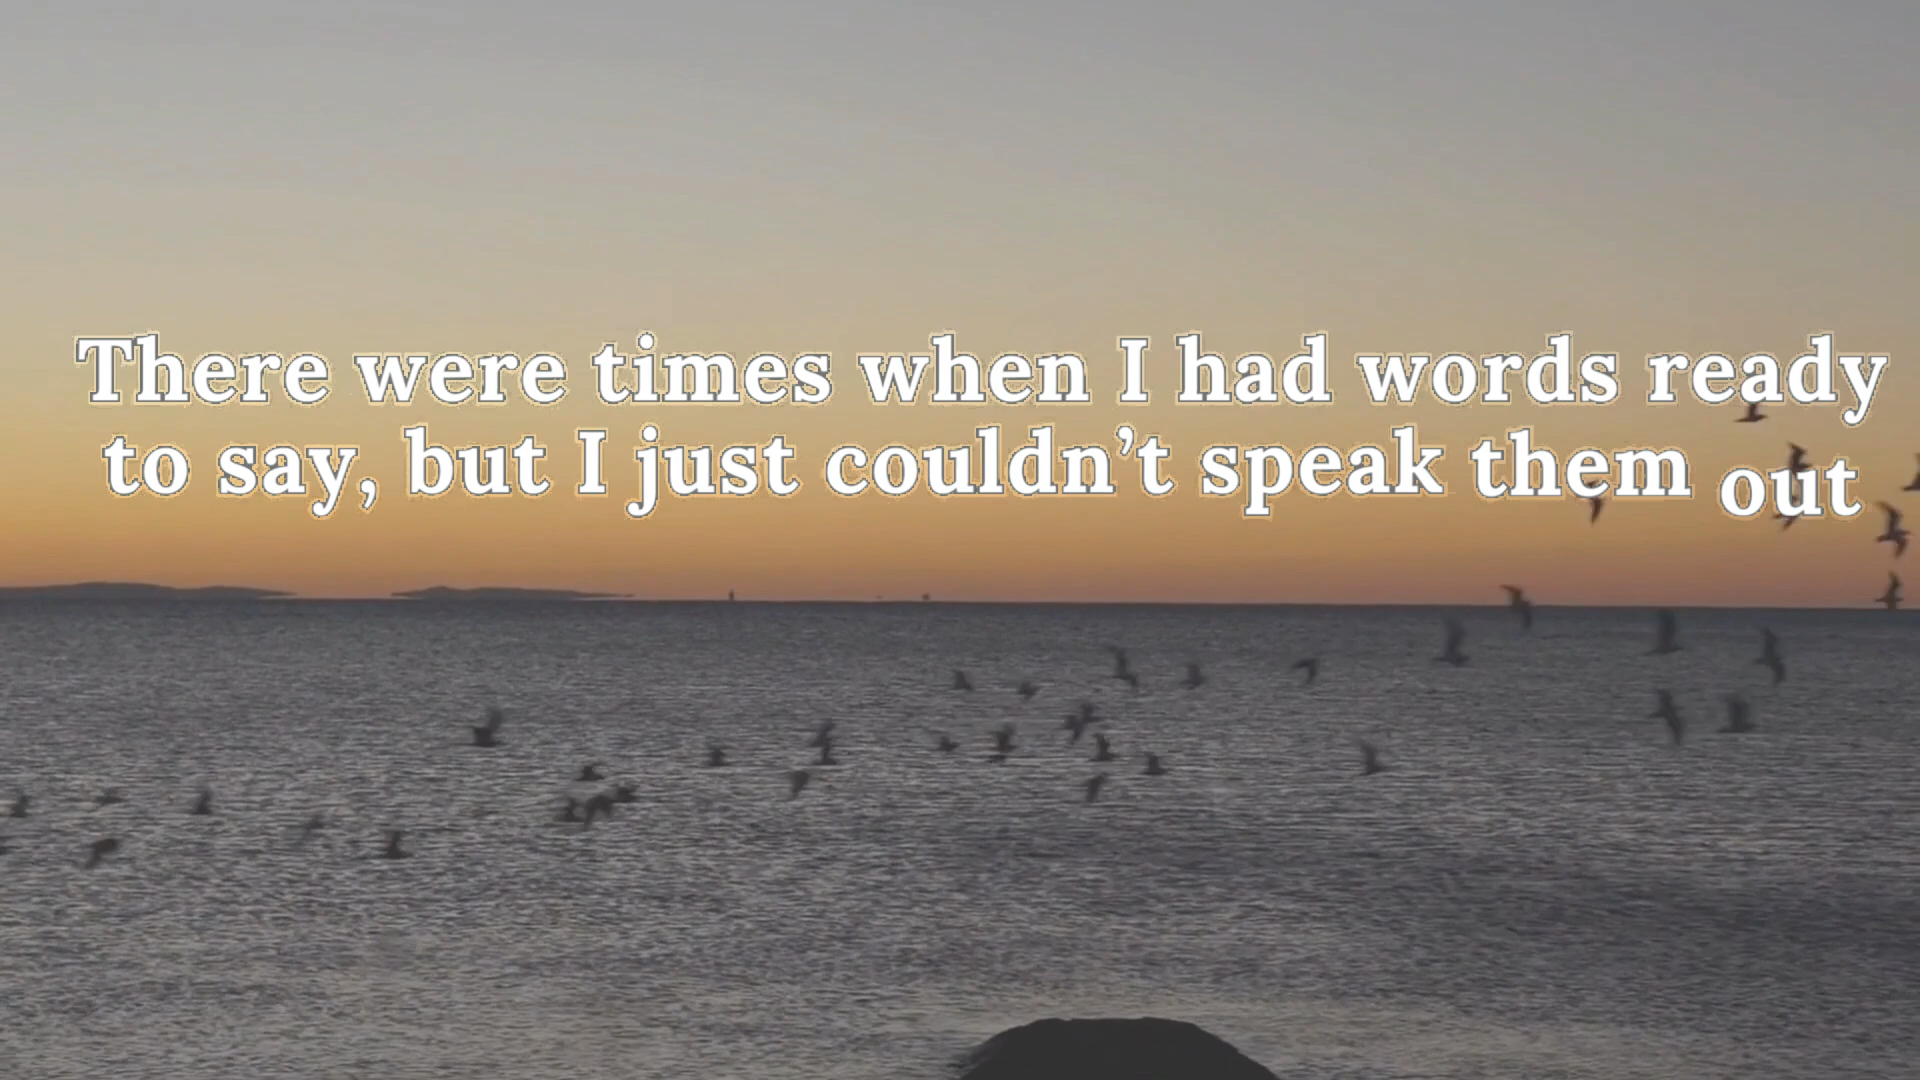 There were times when I had words ready
to say, but I just couldn’t speak them out